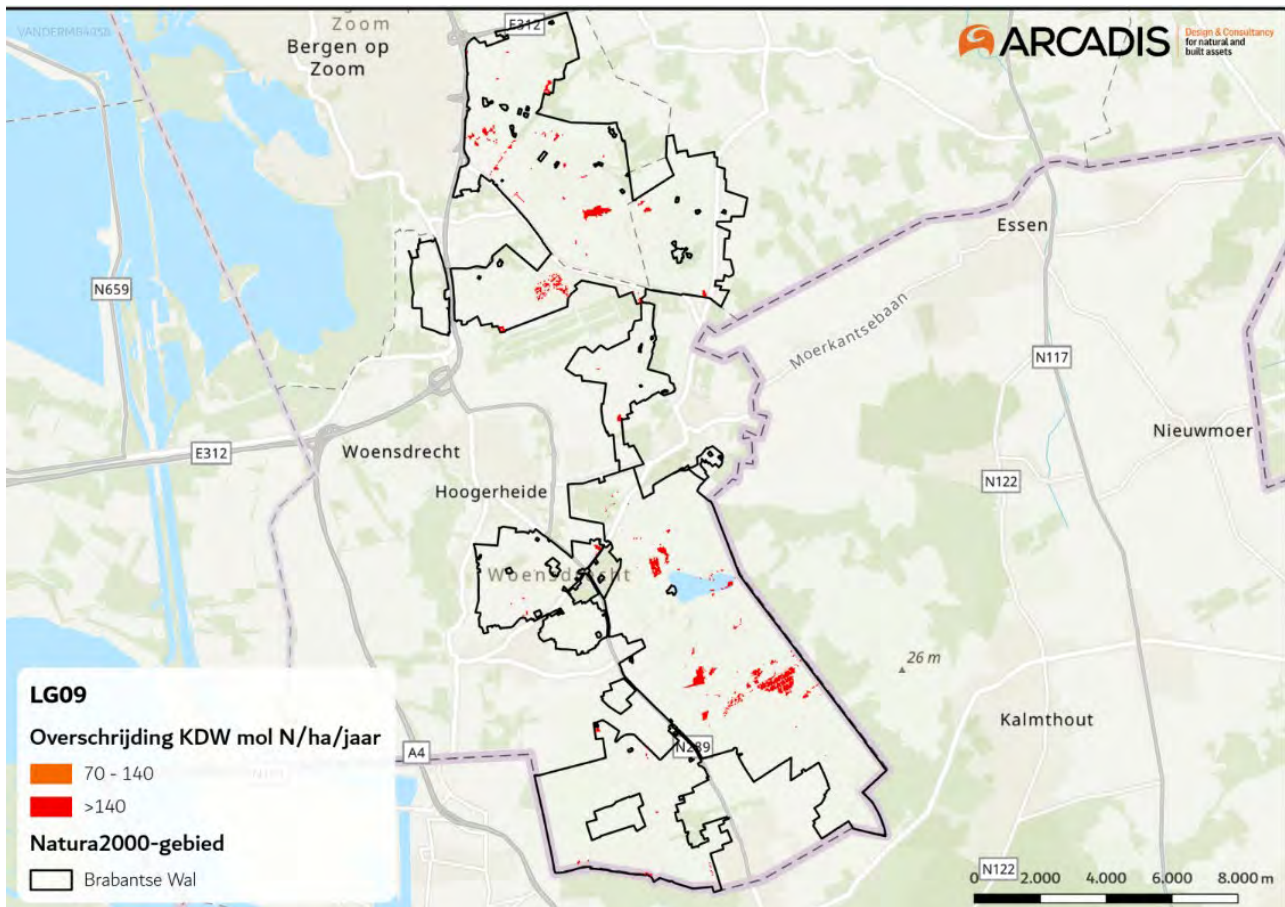 VANDERMB4958
E312
Zoom
Bergen op
Zoom
ARCADIS
Design & Consultancy
for natural and
built assets
Essen
N659
Moerkantsebaan
N117
Nieuwmoer
E312
Woensdrecht
N122
Hoogerheide
Woensdrecht
26 m
Kalmthout
N289
A4
N122
LG09
Overschrijding KDW mol N/ha/jaar
70 - 140
>140
Natura2000-gebied
Brabantse Wal
0 2.000 4.000 6.000 8.000 m